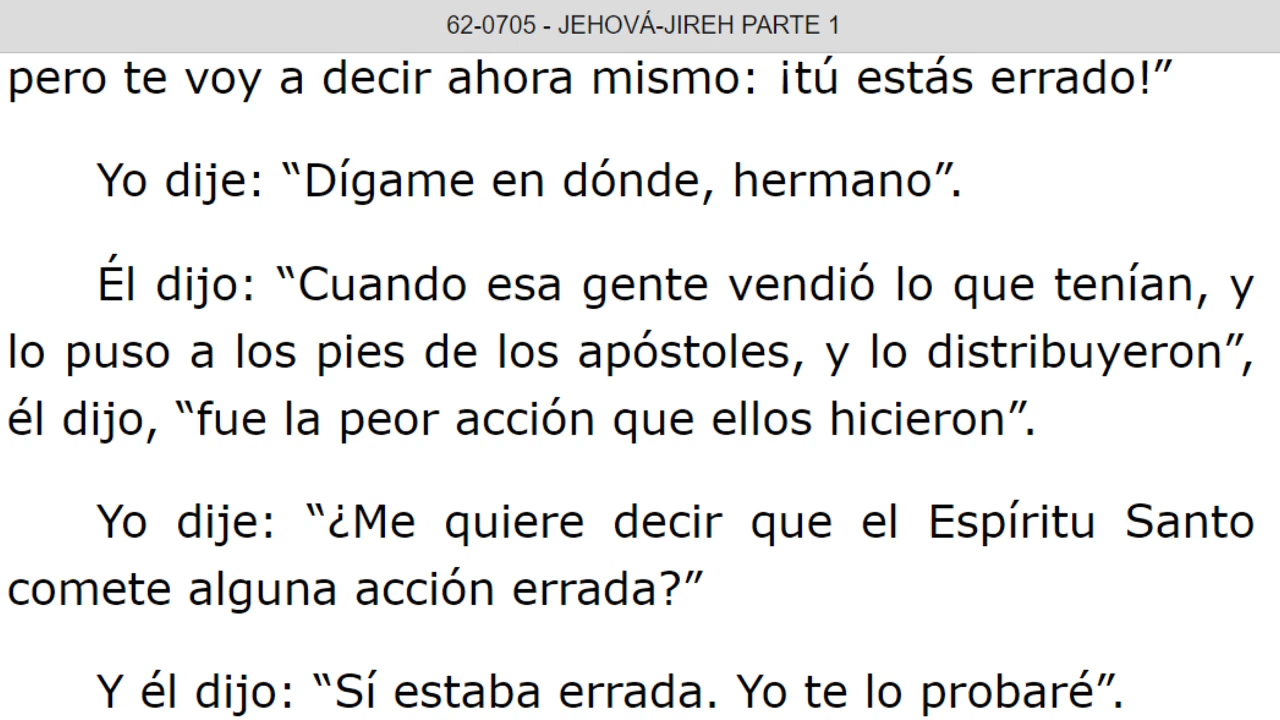 62-0705 - JEHOVÁ-JIREH PARTE 1
pero te voy a decir ahora mismo: ¡tú estás errado!”
Yo dije: “Dígame en dónde, hermano”.
Él dijo: “Cuando esa gente vendió lo que tenían, y
lo puso a los pies de los apóstoles, y lo distribuyeron”,
él dijo, “fue la peor acción que ellos hicieron”.
Yo dije: “¿Me quiere decir que el Espíritu Santo
comete alguna acción errada?”
Y él dijo: “Sí estaba errada. Yo te lo probaré”.